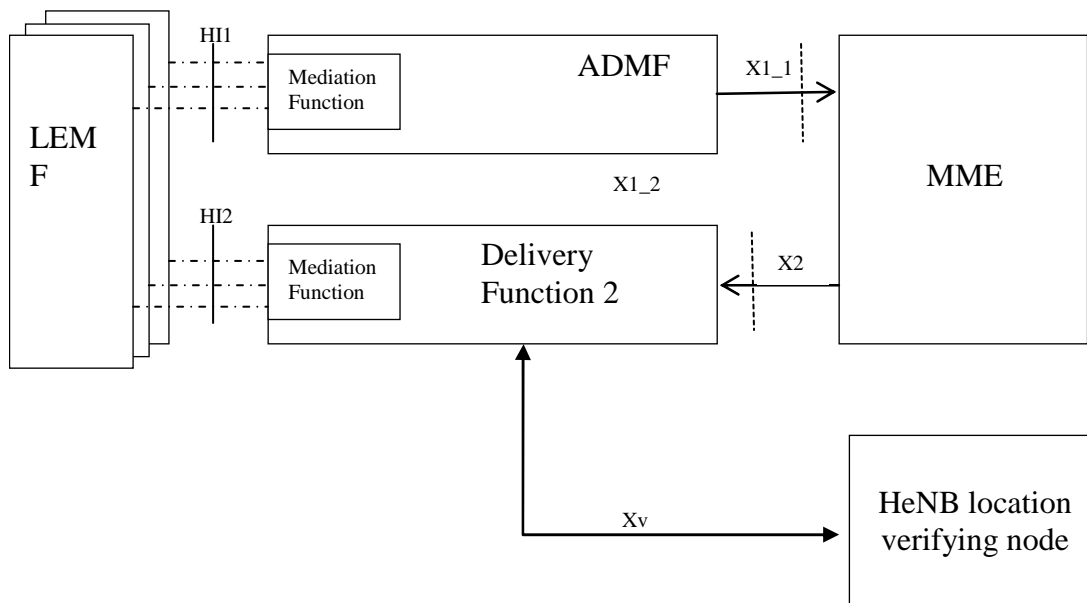 HI1
Mediation
Function
ADMF
X1_1
LEM
F
MME
X1_2
HI2
Mediation
Function
Delivery
Function 2
X2
Xv
HeNB location
verifying node